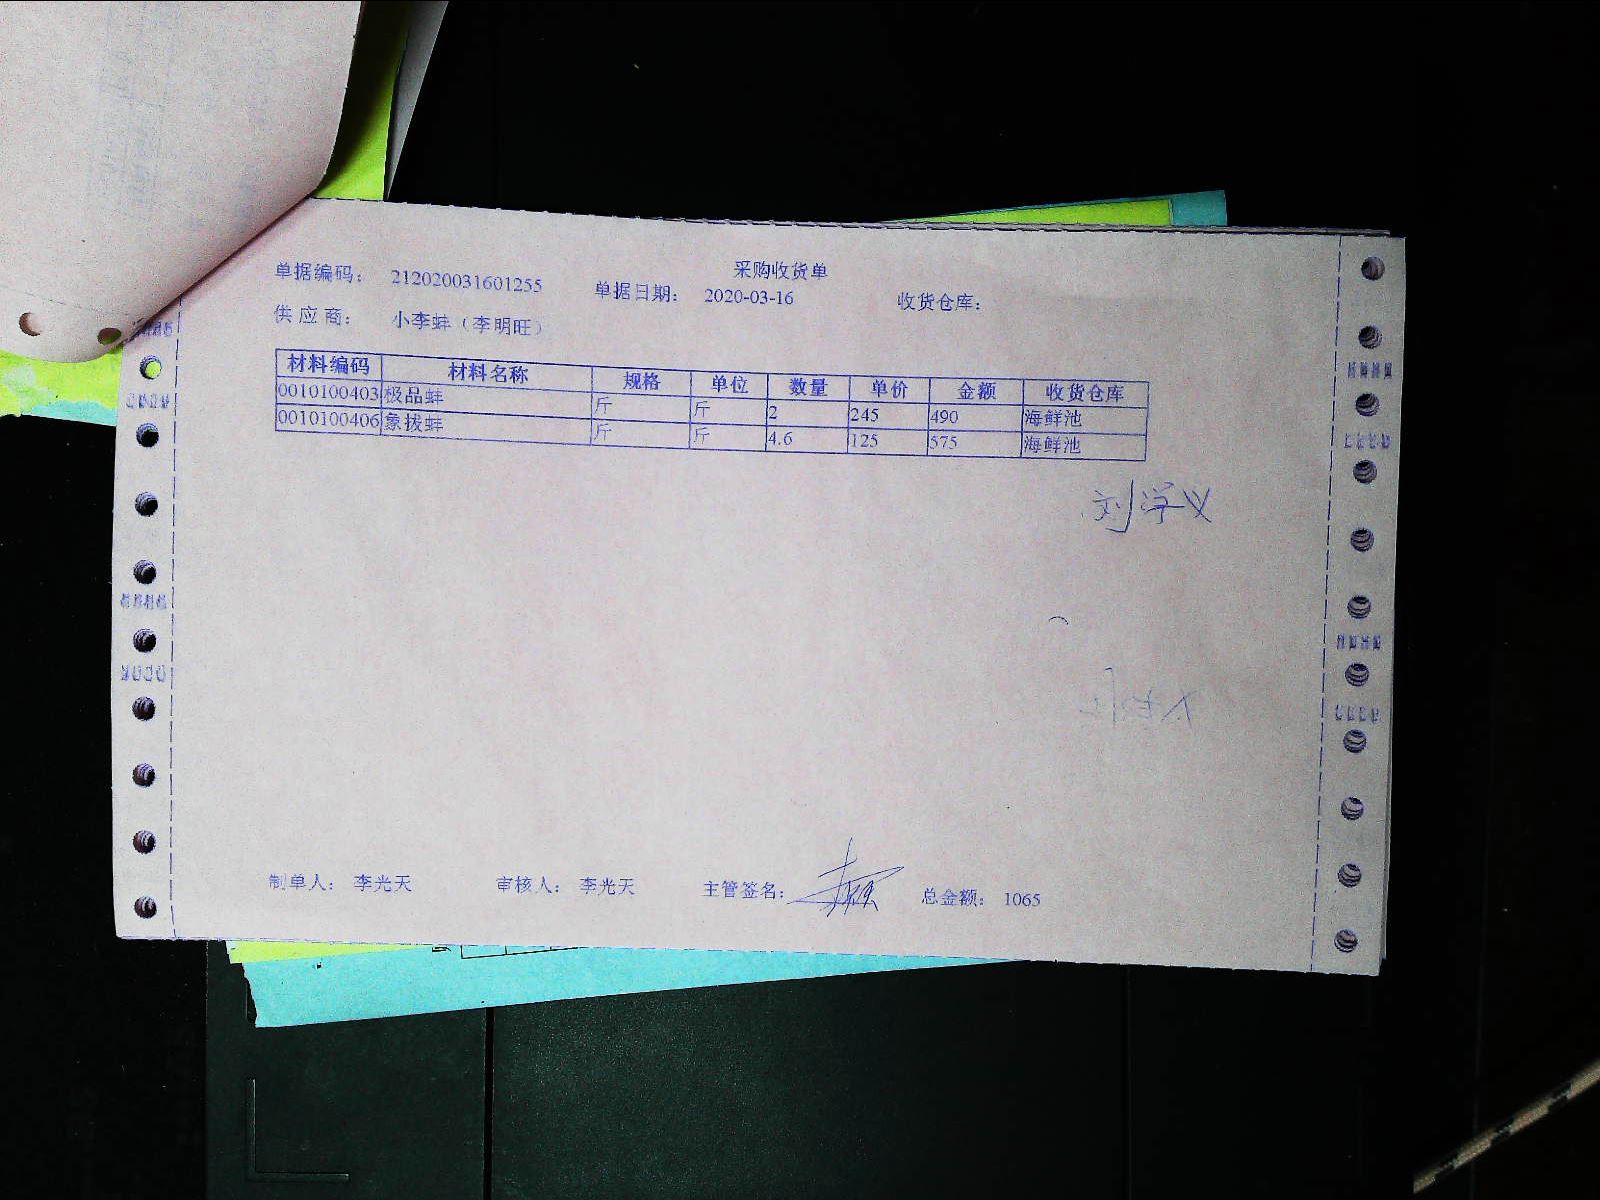 采购收货单
单据编码： 212020031601255 单据日期： 2020-03-16 收货仓库：
供应商： 小李蚌（李明旺）
材料编码 材料名称 规格 单位 数量 单价 金额 收货仓库
0010100403 极品蚌 斤 斤 2 245 490 海鲜池
0010100406 象拔蚌 斤 斤 4.6 125 575 海鲜池
刘学义
制单人： 李光天 审核人： 李光天 主管签名： 总金额： 1065